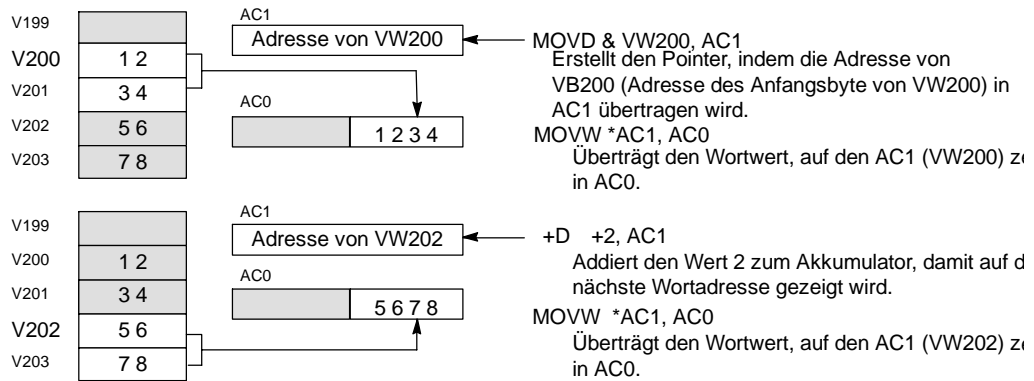 V199
V200
V201
V202
V203
1 2
3 4
5 6
7 8
AC1
Adresse von VW200
AC0
1 2 3 4
MOVD & VW200, AC1
Erstellt den Pointer, indem die Adresse von
VB200 (Adresse des Anfangsbyte von VW200) in
AC1 übertragen wird.
MOVW *AC1, AC0
Überträgt den Wortwert, auf den AC1 (VW200)
in AC0.
V199
V200
V201
V202
V203
1 2
3 4
5 6
7 8
AC1
Adresse von VW202
AC0
5 6 7 8
+D +2, AC1
Addiert den Wert 2 zum Akkumulator, damit auf
nächste Wortadresse gezeigt wird.
MOVW *AC1, AC0
Überträgt den Wortwert, auf den AC1 (VW202)
in AC0.